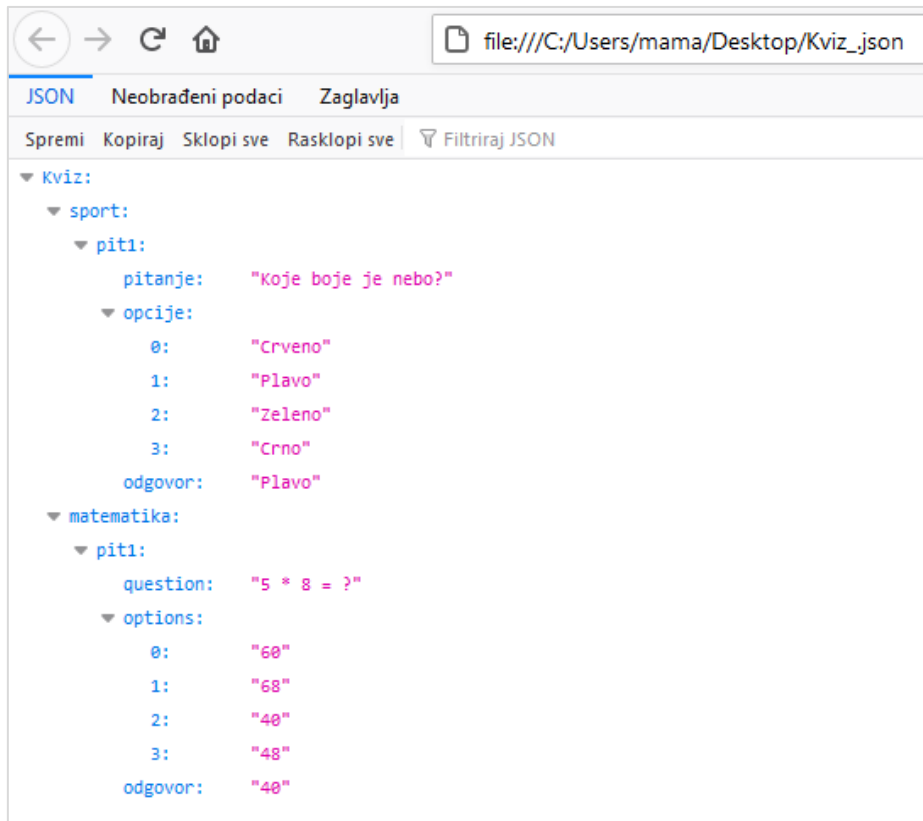 file:///C:/Users/mama/Desktop/Kviz_.json
JSON Neobrađeni podaci Zaglavlja
Spremi Kopiraj Sklopi sve Rasklopi sve Filtriraj JSON
Kviz:
sport:
pit1:
pitanje: "Koje boje je nebo?"
opcije:
0: "Crveno"
1: "Plavo"
2: "Zeleno"
3: "Crno"
odgovor: "Plavo"
matematika:
pit1:
question: "5 * 8 = ?"
options:
0: "60"
1: "68"
2: "40"
3: "48"
odgovor: "40"